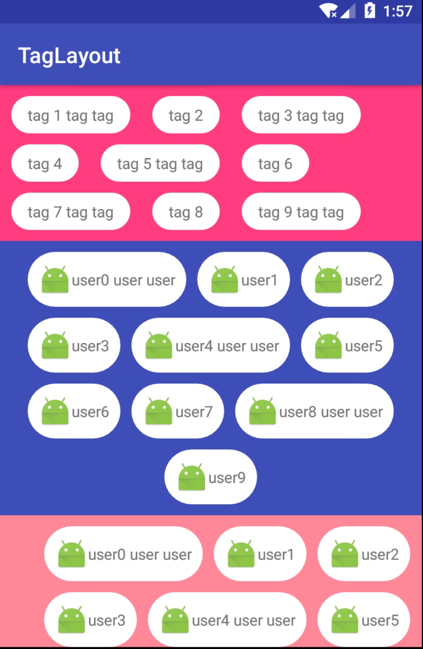 1:57
TagLayout
tag 1 tag tag tag 2 tag 3 tag tag
tag 4 tag 5 tag tag tag 6
tag 7 tag tag tag 8 tag 9 tag tag
user0 user user user1 user2
user3 user4 user user user5
user6 user7 user8 user user
user9
user0 user user user1 user2
user3 user4 user user user5